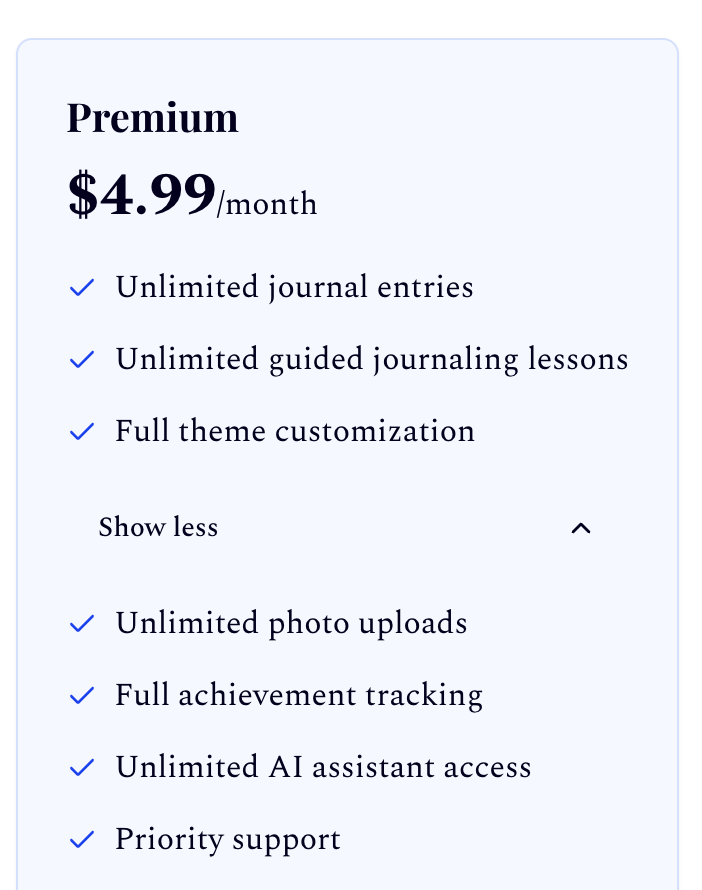 Premium
$4.99/month
Unlimited journal entries
Unlimited guided journaling lessons
Full theme customization
Show less
Unlimited photo uploads
Full achievement tracking
Unlimited AI assistant access
Priority support